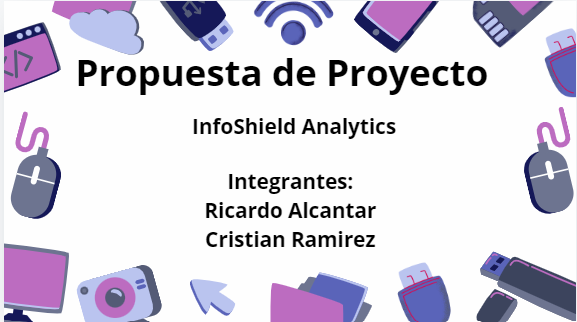 Propuesta de Proyecto
InfoShield Analytics
Integrantes:
Ricardo Alcantar
Cristian Ramirez